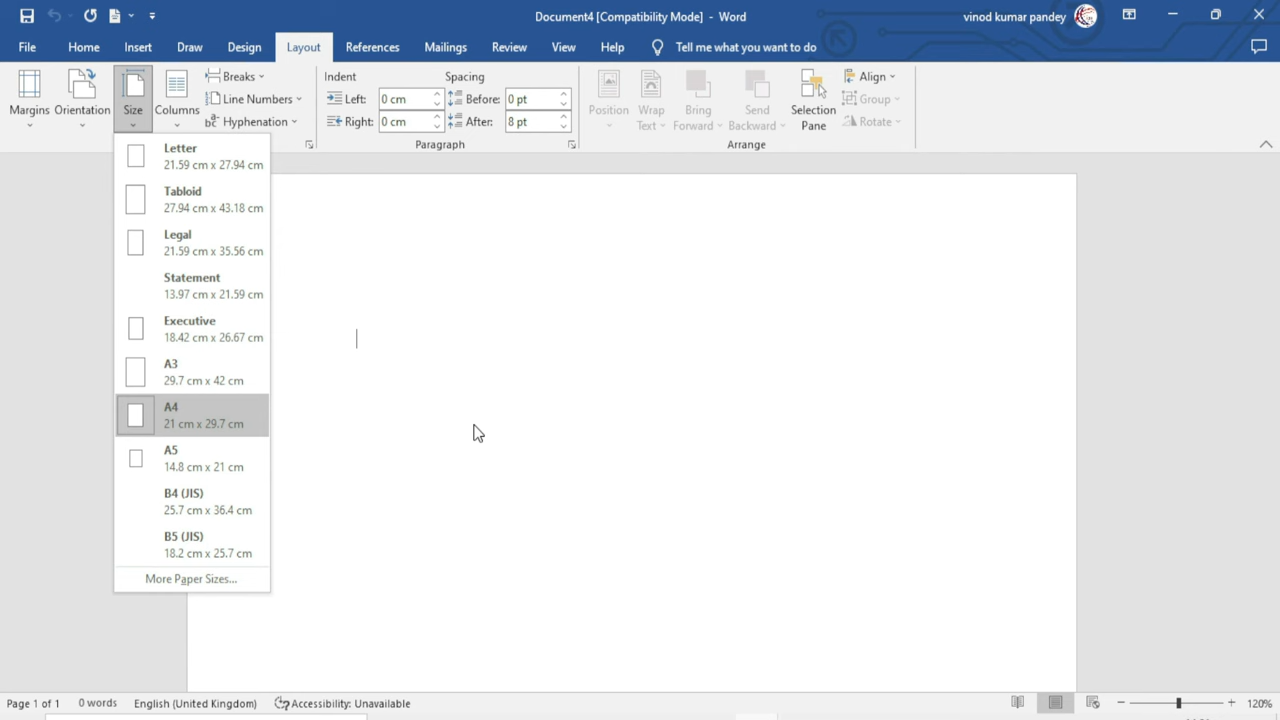 Document4 [Compatibility Mode] - Word
vinod kumar pandey
File Home Insert Draw Design Layout References Mailings Review View Help Tell me what you want to do
Margins
Orientation
Size
Columns
Breaks
Line Numbers
Hyphenation
Indent
Left: 0 cm
Right: 0 cm
Spacing
Before: 0 pt
After: 8 pt
Paragraph
Position
Wrap
Text
Bring
Forward
Send
Backward
Selection
Pane
Align
Group
Rotate
Arrange
Letter
21.59 cm x 27.94 cm
Tabloid
27.94 cm x 43.18 cm
Legal
21.59 cm x 35.56 cm
Statement
13.97 cm x 21.59 cm
Executive
18.42 cm x 26.67 cm
A3
29.7 cm x 42 cm
A4
21 cm x 29.7 cm
A5
14.8 cm x 21 cm
B4 (JIS)
25.7 cm x 36.4 cm
B5 (JIS)
18.2 cm x 25.7 cm
More Paper Sizes...
Page 1 of 1 0 words English (United Kingdom) Accessibility: Unavailable 120%